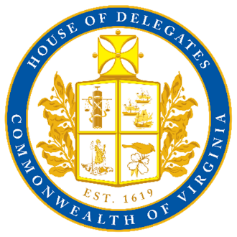 HOUSE OF DELEGATES
EST. 1619
COMMONWEALTH OF VIRGINIA